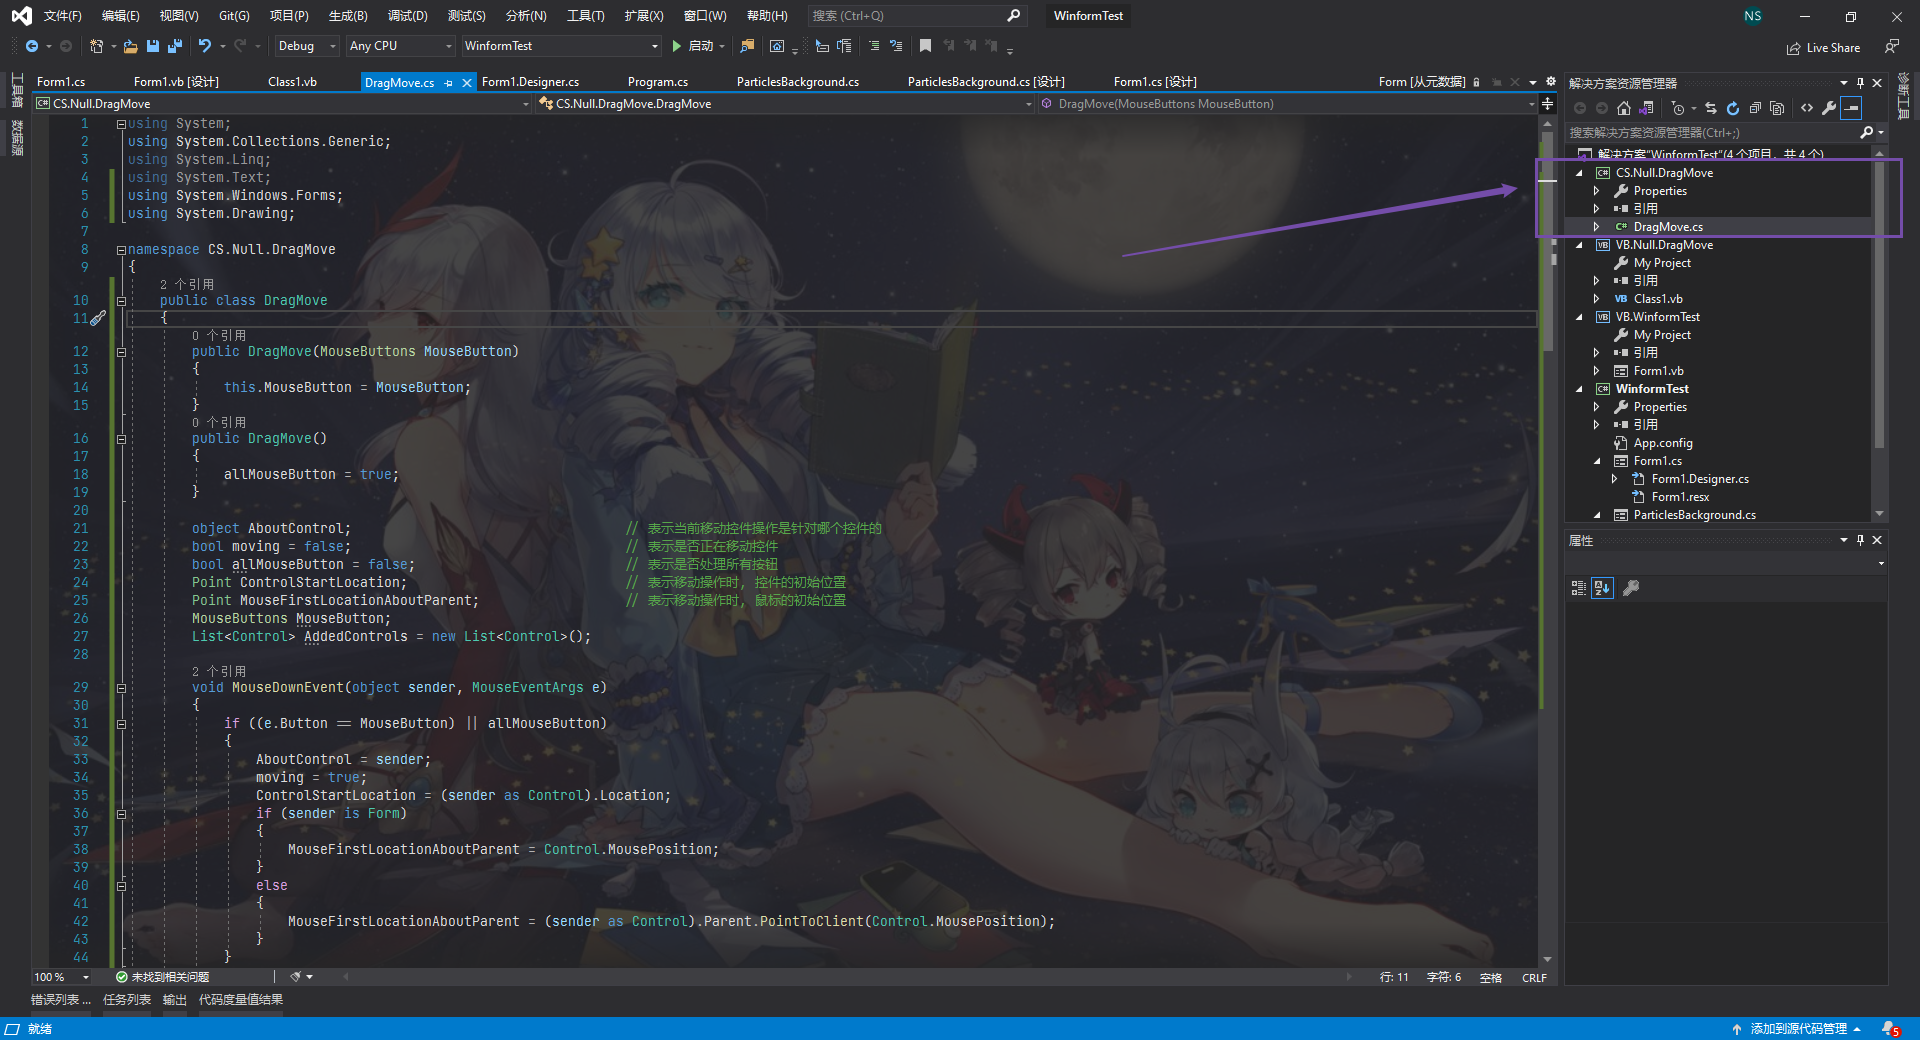 文件(F) 编辑(E) 视图(V) Git(G) 项目(P) 生成(B) 调试(D) 测试(S) 分析(N) 工具(T) 扩展(X) 窗口(W) 帮助(H) 搜索 (Ctrl+Q) WinformTest NS
Debug Any CPU WinformTest 启动 Live Share
工具箱
数据源
Form1.cs Form1.vb [设计] Class1.vb DragMove.cs Form1.Designer.cs Program.cs ParticlesBackground.cs ParticlesBackground.cs [设计] Form1.cs [设计] Form [从元数据]
C# CS.Null.DragMove CS.Null.DragMove.DragMove DragMove(MouseButtons MouseButton)
1 using System;
2 using System.Collections.Generic;
3 using System.Linq;
4 using System.Text;
5 using System.Windows.Forms;
6 using System.Drawing;
7
8 namespace CS.Null.DragMove
9 {
2 个引用
10 public class DragMove
11 {
0 个引用
12 public DragMove(MouseButtons MouseButton)
13 {
14 this.MouseButton = MouseButton;
15 }
0 个引用
16 public DragMove()
17 {
18 allMouseButton = true;
19 }
20
21 object AboutControl; // 表示当前移动控件操作是针对哪个控件的
22 bool moving = false; // 表示是否正在移动控件
23 bool allMouseButton = false; // 表示是否处理所有按钮
24 Point ControlStartLocation; // 表示移动操作时, 控件的初始位置
25 Point MouseFirstLocationAboutParent; // 表示移动操作时, 鼠标的初始位置
26 MouseButtons MouseButton;
27 List<Control> AddedControls = new List<Control>();
28
2 个引用
29 void MouseDownEvent(object sender, MouseEventArgs e)
30 {
31 if ((e.Button == MouseButton) || allMouseButton)
32 {
33 AboutControl = sender;
34 moving = true;
35 ControlStartLocation = (sender as Control).Location;
36 if (sender is Form)
37 {
38 MouseFirstLocationAboutParent = Control.MousePosition;
39 }
40 else
41 {
42 MouseFirstLocationAboutParent = (sender as Control).Parent.PointToClient(Control.MousePosition);
43 }
44 }
100 % 未找到相关问题 行: 11 字符: 6 空格 CRLF
错误列表 ... 任务列表 输出 代码度量值结果
解决方案资源管理器
搜索解决方案资源管理器(Ctrl+;)
解决方案"WinformTest"(4 个项目, 共 4 个)
C# CS.Null.DragMove
Properties
引用
C# DragMove.cs
VB VB.Null.DragMove
My Project
引用
VB Class1.vb
VB VB.WinformTest
My Project
引用
Form1.vb
C# WinformTest
Properties
引用
App.config
Form1.cs
Form1.Designer.cs
Form1.resx
ParticlesBackground.cs
属性
诊断工具
就绪 添加到源代码管理 5